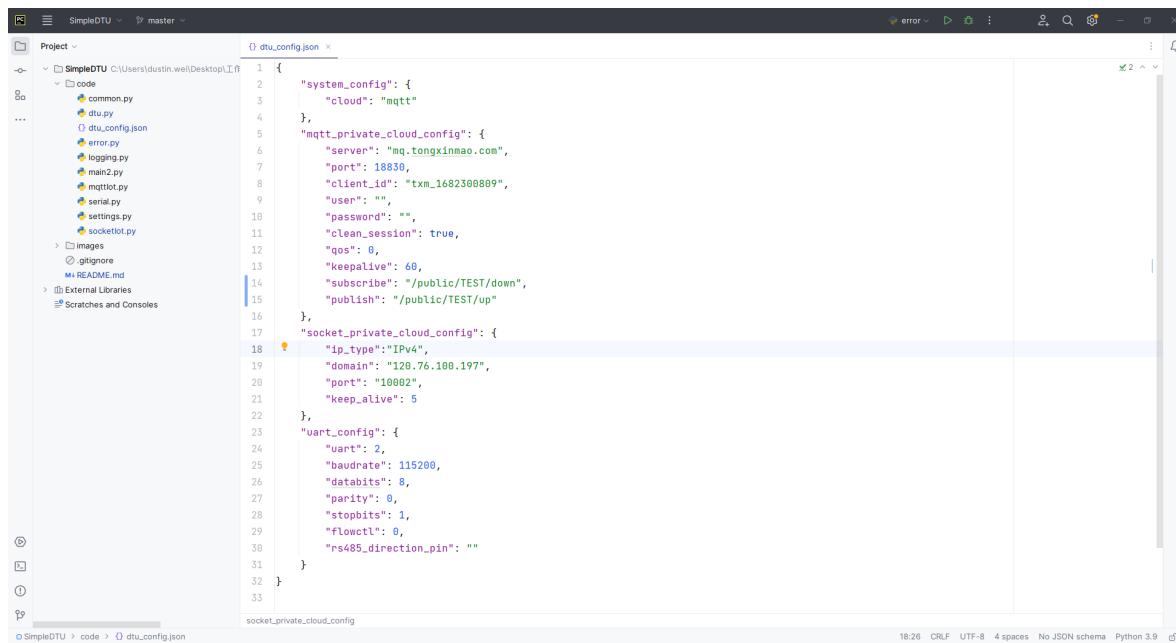 PC SimpleDTU master error
Project
dtu_config.json
SimpleDTU C:\Users\dustin.wei\Desktop\工作
code
common.py
dtu.py
{} dtu_config.json
error.py
logging.py
main2.py
mqttIot.py
serial.py
settings.py
socketIot.py
images
.gitignore
M↓ README.md
External Libraries
Scratches and Consoles
2
1 {
2 "system_config": {
3 "cloud": "mqtt"
4 },
5 "mqtt_private_cloud_config": {
6 "server": "mq.tongxinmao.com",
7 "port": 18830,
8 "client_id": "txm_1682300809",
9 "user": "",
10 "password": "",
11 "clean_session": true,
12 "qos": 0,
13 "keepalive": 60,
14 "subscribe": "/public/TEST/down",
15 "publish": "/public/TEST/up"
16 },
17 "socket_private_cloud_config": {
18 "ip_type":"IPv4",
19 "domain": "120.76.100.197",
20 "port": "10002",
21 "keep_alive": 5
22 },
23 "uart_config": {
24 "uart": 2,
25 "baudrate": 115200,
26 "databits": 8,
27 "parity": 0,
28 "stopbits": 1,
29 "flowctl": 0,
30 "rs485_direction_pin": ""
31 }
32 }
33
socket_private_cloud_config
SimpleDTU > code > {} dtu_config.json
18:26 CRLF UTF-8 4 spaces No JSON schema Python 3.9